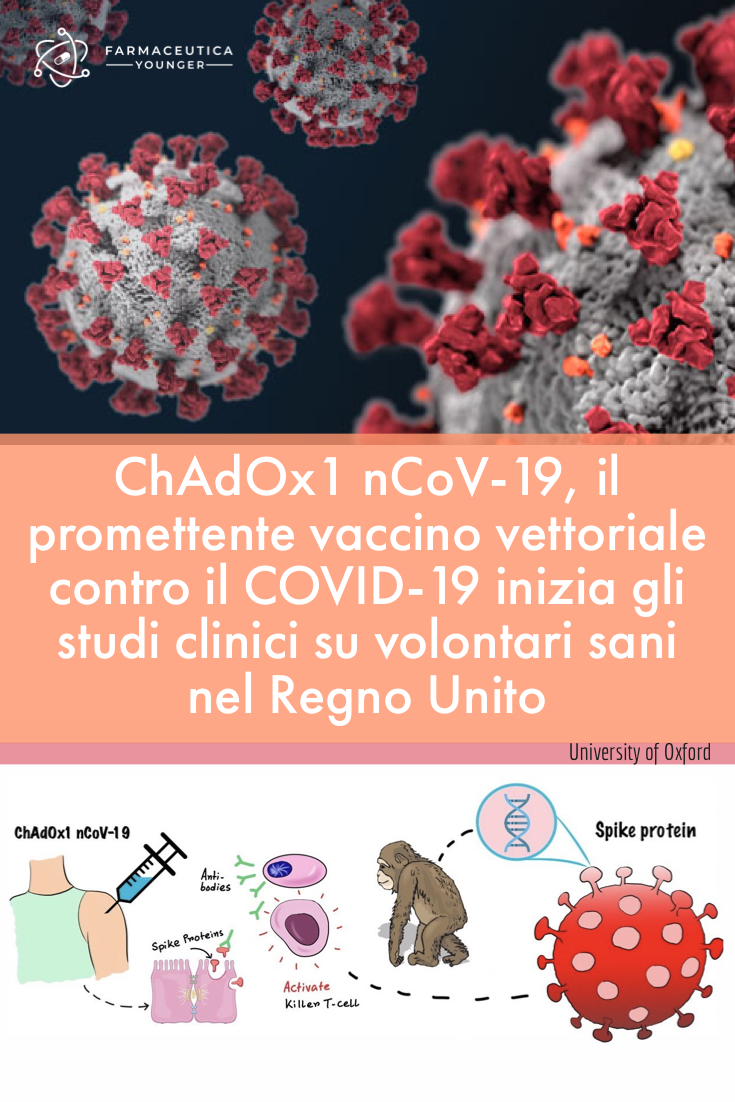 FARMACEUTICA
YOUNGER
ChAdOx1 nCoV-19, il
promettente vaccino vettoriale
contro il COVID-19 inizia gli
studi clinici su volontari sani
nel Regno Unito
University of Oxford
ChAdOx1 nCoV-19
Anti-
bodies
Spike Proteins
Activate
Killer T-cell
Spike protein